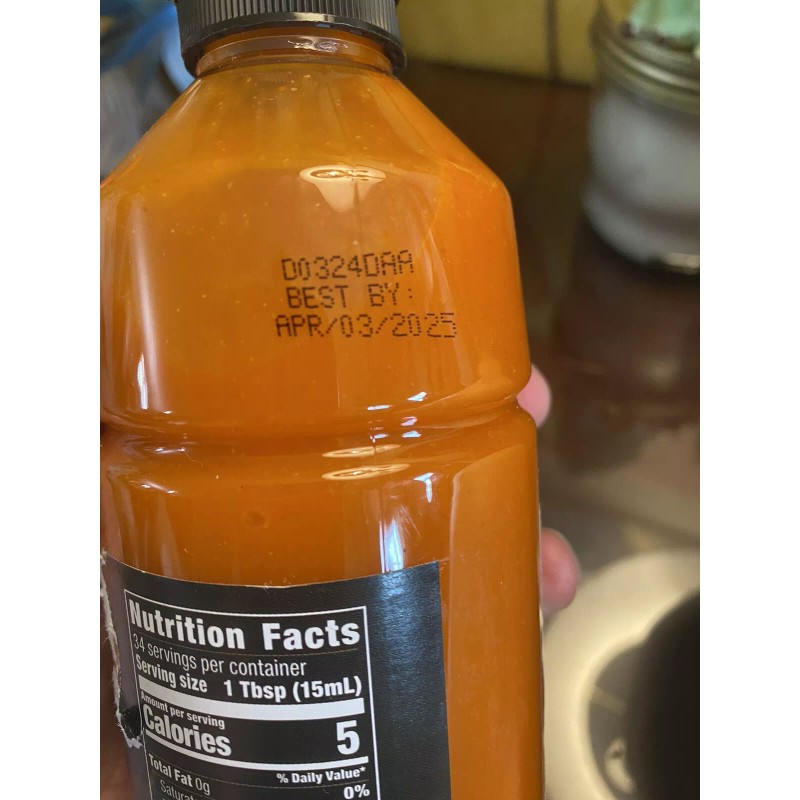 D0324DAA
BEST BY:
APR/03/2025
Nutrition Facts
34 servings per container
Serving size 1 Tbsp (15mL)
Amount per serving
Calories 5
% Daily Value*
Total Fat 0g 0%